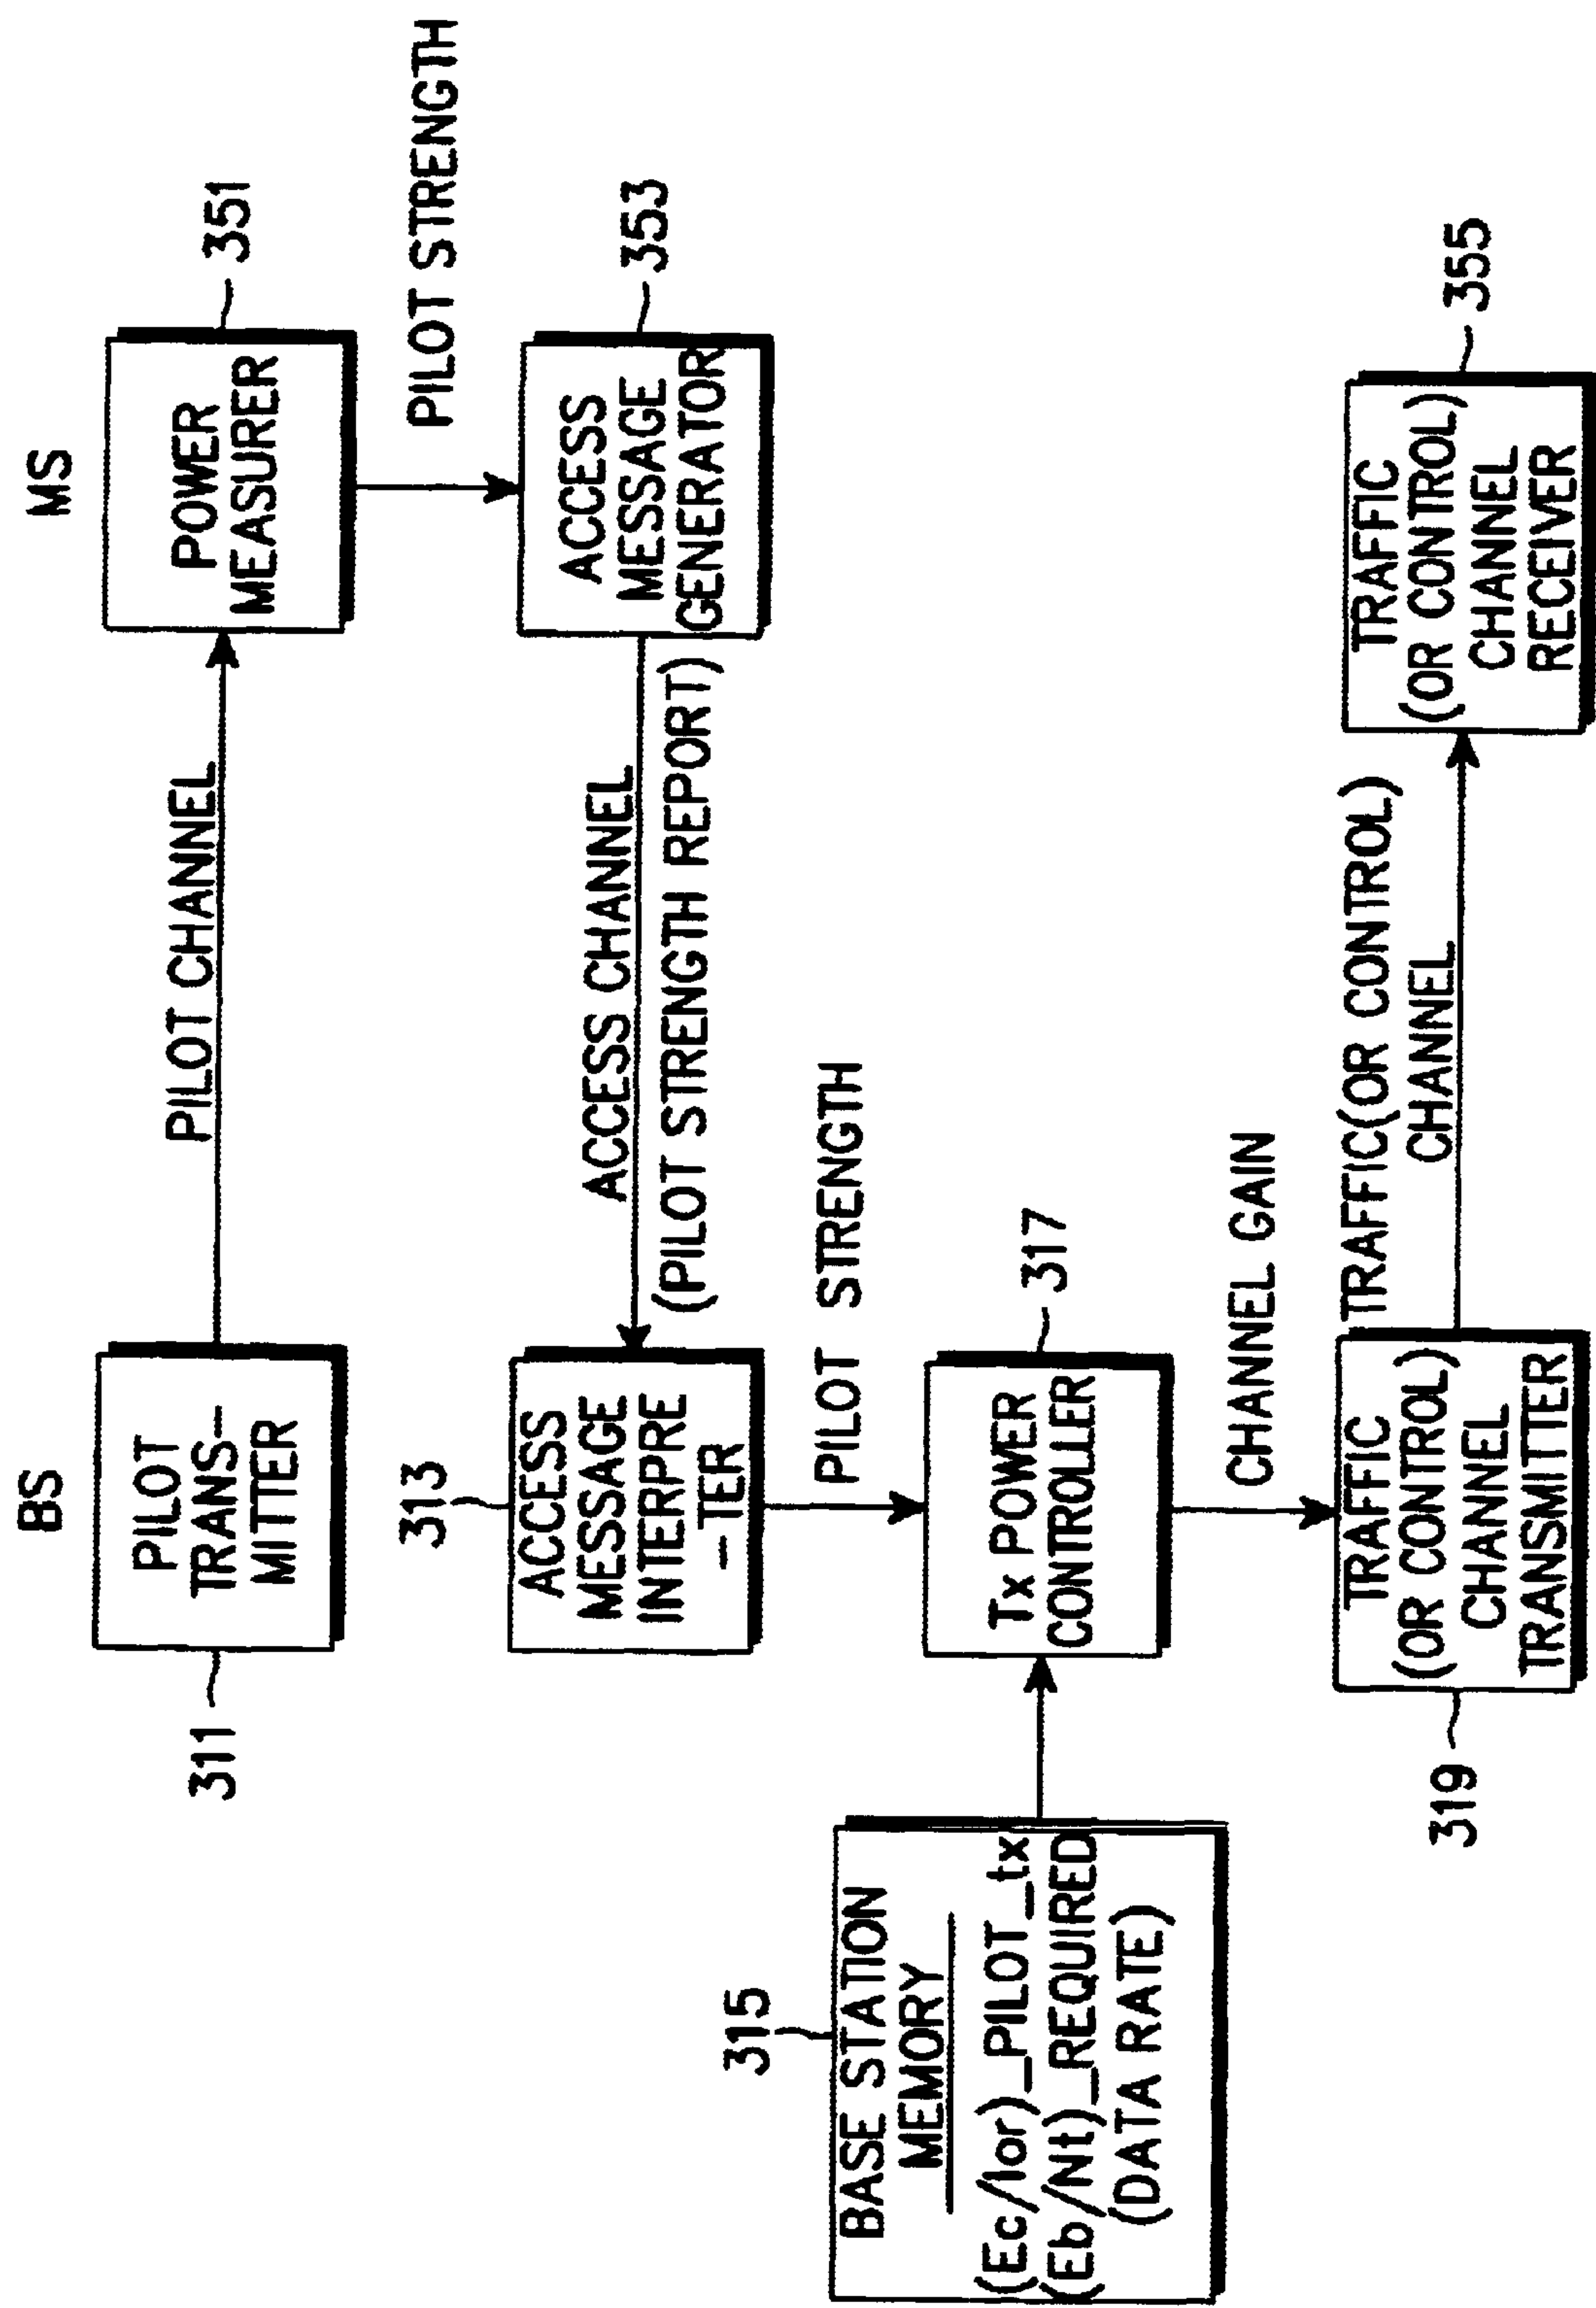 BS
MS
311
PILOT
TRANS-
MITTER
PILOT CHANNEL
POWER
MEASURER
351
PILOT STRENGTH
313
ACCESS
MESSAGE
INTERPRE
-TER
ACCESS CHANNEL
(PILOT STRENGTH REPORT)
ACCESS
MESSAGE
GENERATOR
353
PILOT STRENGTH
315
BASE STATION
MEMORY
(Ec/Ior)_PILOT_tx
(Eb/Nt)_REQUIRED
(DATA RATE)
Tx POWER
CONTROLLER
317
CHANNEL GAIN
319
TRAFFIC
(OR CONTROL)
CHANNEL
TRANSMITTER
TRAFFIC(OR CONTROL)
CHANNEL
TRAFFIC
(OR CONTROL)
CHANNEL
RECEIVER
355